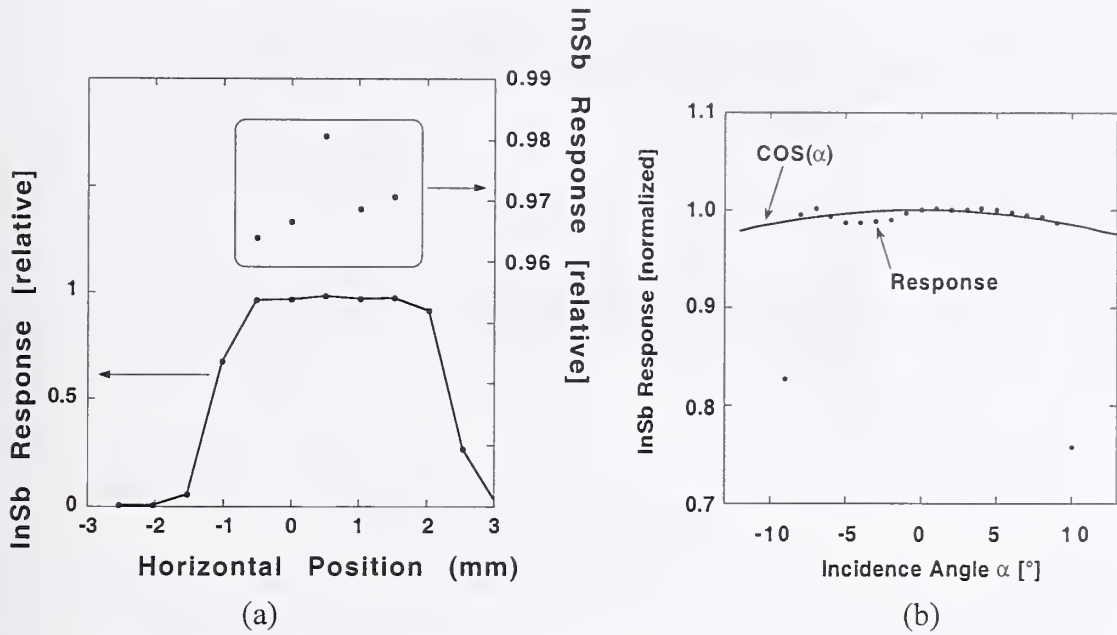 InSb Response [relative]
InSb Response [relative]
0.99
0.98
0.97
0.96
1
0.5
0
-3 -2 -1 0 1 2 3
Horizontal Position (mm)
(a)
InSb Response [normalized]
1.1
1.0
0.9
0.8
0.7
COS(α)
Response
-10 -5 0 5 10
Incidence Angle α [°]
(b)